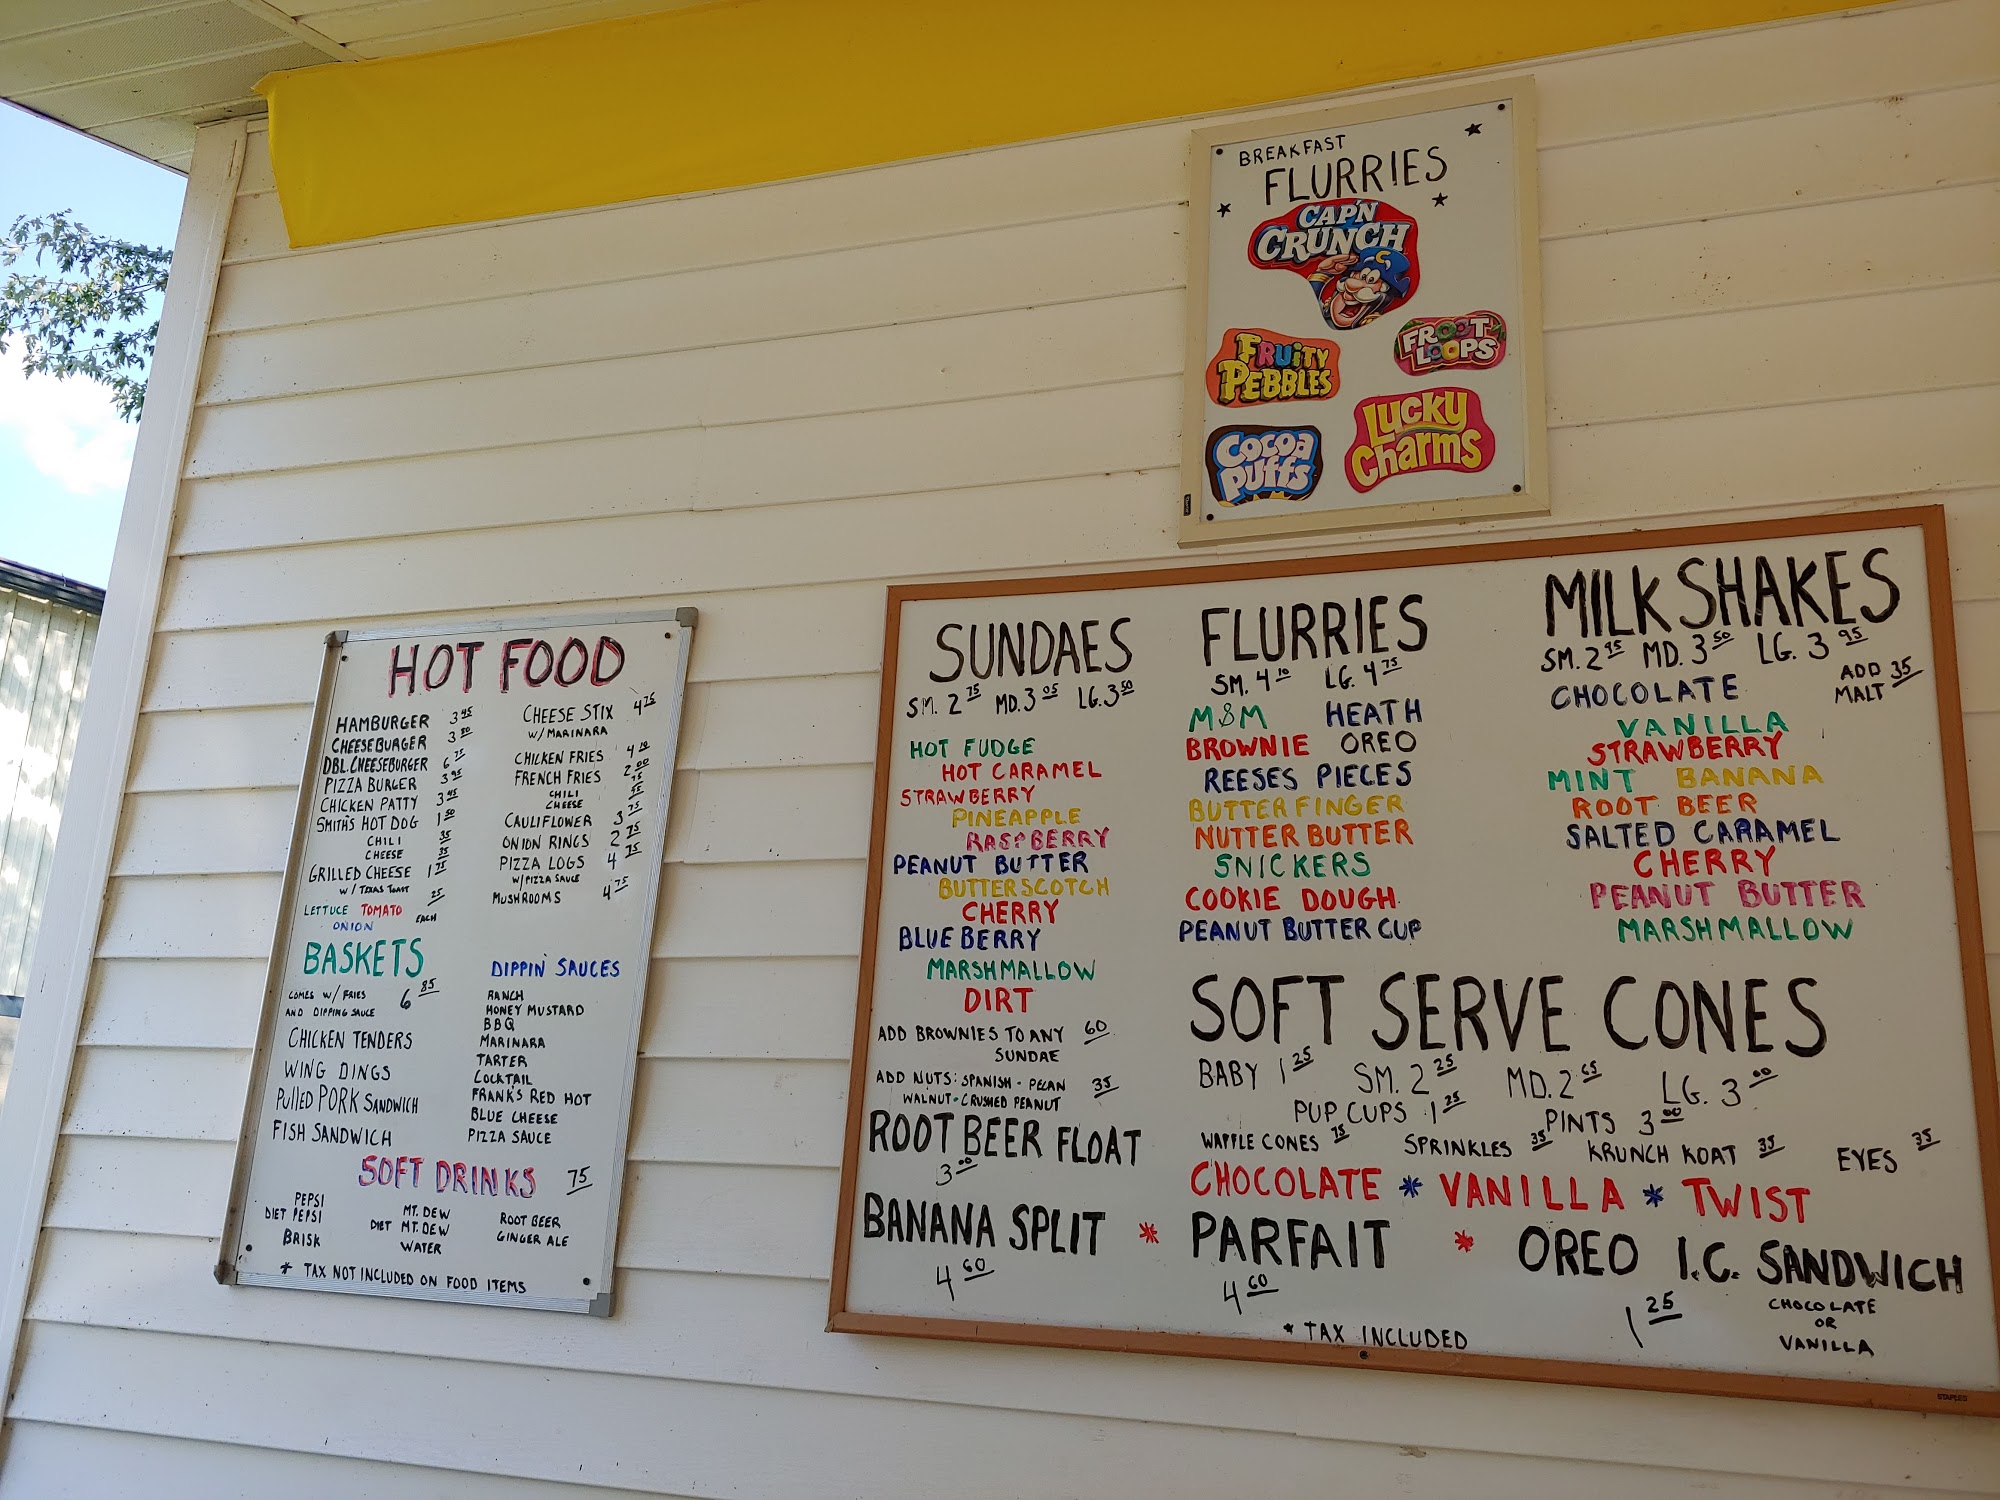 BREAKFAST
FLURRIES
CAP'N
CRUNCH
FRUITY
PEBBLES
FROOT
LOOPS
COCOA
PUFFS
LUCKY
CHARMS
HOT FOOD
HAMBURGER 3 45
CHEESEBURGER 3 80
DBL. CHEESEBURGER 6 75
PIZZA BURGER 3 95
CHICKEN PATTY 3 45
SMITH'S HOT DOG 1 50
CHILI 35
CHEESE 35
GRILLED CHEESE 1 75
W/ TEXAS TOAST
LETTUCE TOMATO 25
ONION EACH
CHEESE STIX 4 75
W/ MARINARA
CHICKEN FRIES 4 10
FRENCH FRIES 2 00
CHILI
CHEESE
CAULIFLOWER 3 75
ONION RINGS 2 75
PIZZA LOGS 4 75
W/PIZZA SAUCE
MUSHROOMS 4 75
BASKETS
COMES W/ FRIES 6 85
AND DIPPING SAUCE
CHICKEN TENDERS
WING DINGS
PULLED PORK SANDWICH
FISH SANDWICH
DIPPIN SAUCES
RANCH
HONEY MUSTARD
BBQ
MARINARA
TARTER
COCKTAIL
FRANK'S RED HOT
BLUE CHEESE
PIZZA SAUCE
SOFT DRINKS 75
PEPSI
DIET PEPSI
BRISK
MT. DEW
DIET MT. DEW
WATER
ROOT BEER
GINGER ALE
* TAX NOT INCLUDED ON FOOD ITEMS
SUNDAES
SM. 2 75 MD. 3 05 LG. 3 50
HOT FUDGE
HOT CARAMEL
STRAWBERRY
PINEAPPLE
RASPBERRY
PEANUT BUTTER
BUTTERSCOTCH
CHERRY
BLUEBERRY
MARSHMALLOW
DIRT
ADD BROWNIES TO ANY 60
SUNDAE
ADD NUTS: SPANISH - PECAN 35
WALNUT - CRUSHED PEANUT
ROOT BEER FLOAT
3 00
FLURRIES
SM. 4 10 LG. 4 75
M&M HEATH
BROWNIE OREO
REESES PIECES
BUTTERFINGER
NUTTER BUTTER
SNICKERS
COOKIE DOUGH
PEANUT BUTTER CUP
MILKSHAKES
SM. 2 95 MD. 3 50 LG. 3 95
CHOCOLATE
ADD 35
MALT
VANILLA
STRAWBERRY
MINT BANANA
ROOT BEER
SALTED CARAMEL
CHERRY
PEANUT BUTTER
MARSHMALLOW
SOFT SERVE CONES
BABY 1 25 SM. 2 25 MD. 2 65 LG. 3 00
PUP CUPS 1 25 PINTS 3 00
WAFFLE CONES 75 SPRINKLES 35 KRUNCH KOAT 35 EYES 35
CHOCOLATE * VANILLA * TWIST
BANANA SPLIT * PARFAIT * OREO I.C. SANDWICH
4 60 4 60 1 25
CHOCOLATE
OR
VANILLA
* TAX INCLUDED
STAPLES